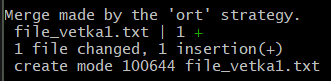 Merge made by the 'ort' strategy.
 file_vetka1.txt | 1 +
 1 file changed, 1 insertion(+)
 create mode 100644 file_vetka1.txt